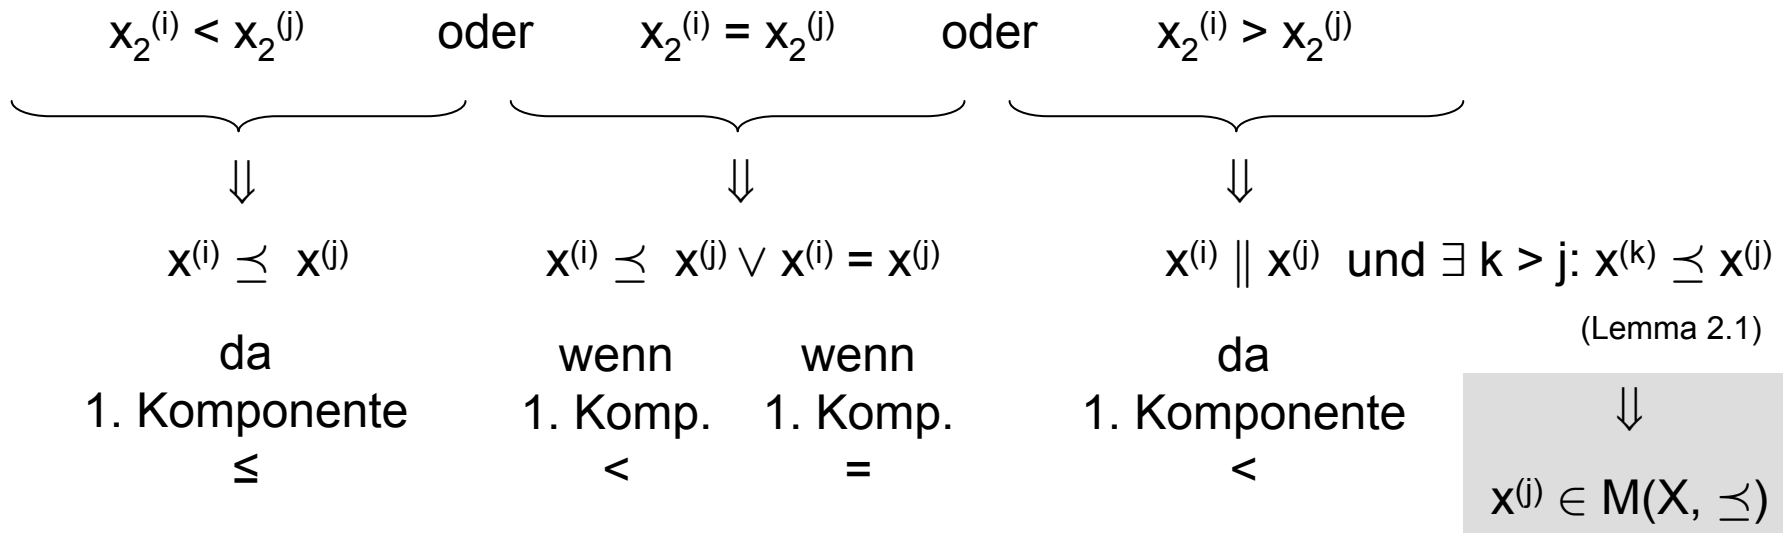 x₂⁽ⁱ⁾ < x₂⁽ʲ⁾ oder x₂⁽ⁱ⁾ = x₂⁽ʲ⁾ oder x₂⁽ⁱ⁾ > x₂⁽ʲ⁾
⇓ ⇓ ⇓
x⁽ⁱ⁾ ⪯ x⁽ʲ⁾ x⁽ⁱ⁾ ⪯ x⁽ʲ⁾ ∨ x⁽ⁱ⁾ = x⁽ʲ⁾ x⁽ⁱ⁾ ∥ x⁽ʲ⁾ und ∃ k > j: x⁽ᵏ⁾ ⪯ x⁽ʲ⁾
(Lemma 2.1)
da wenn wenn da
1. Komponente 1. Komp. 1. Komp. 1. Komponente ⇓
≤ < = <
x⁽ʲ⁾ ∈ M(X, ⪯)